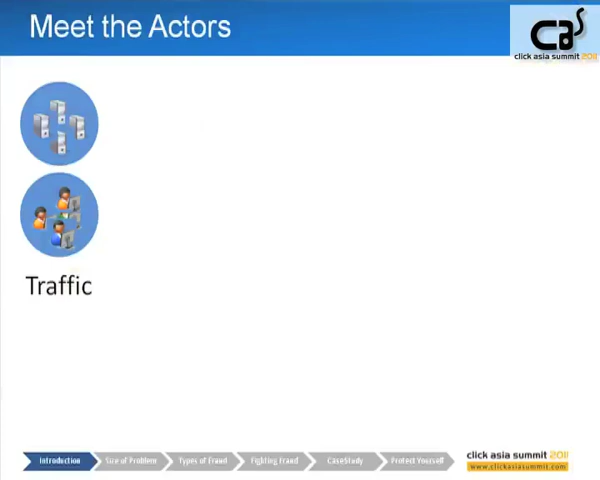 Meet the Actors
cas
click asia summit 2011
Traffic
Introduction
Size of Problem
Types of Fraud
Fighting Fraud
CaseStudy
Protect Yourself
click asia summit 2011
www.clickasiasummit.com